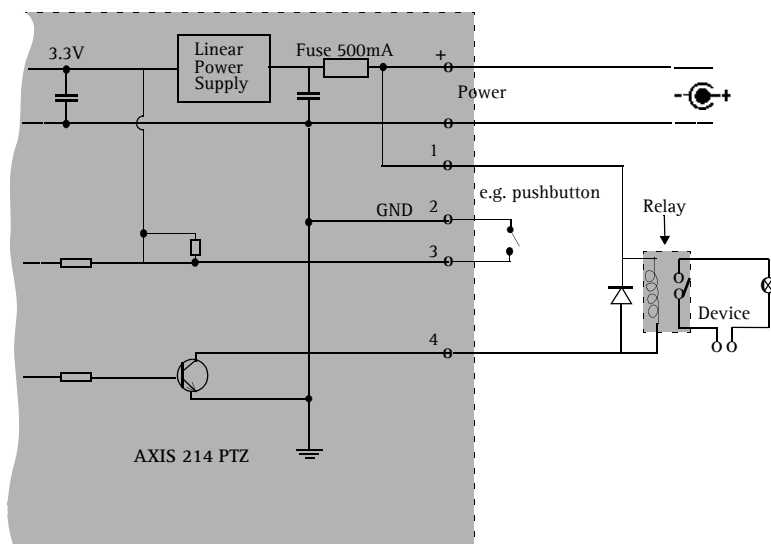 3.3V
Linear
Power
Supply
Fuse 500mA
+
Power
- +
1
e.g. pushbutton
GND
2
Relay
3
Device
4
AXIS 214 PTZ